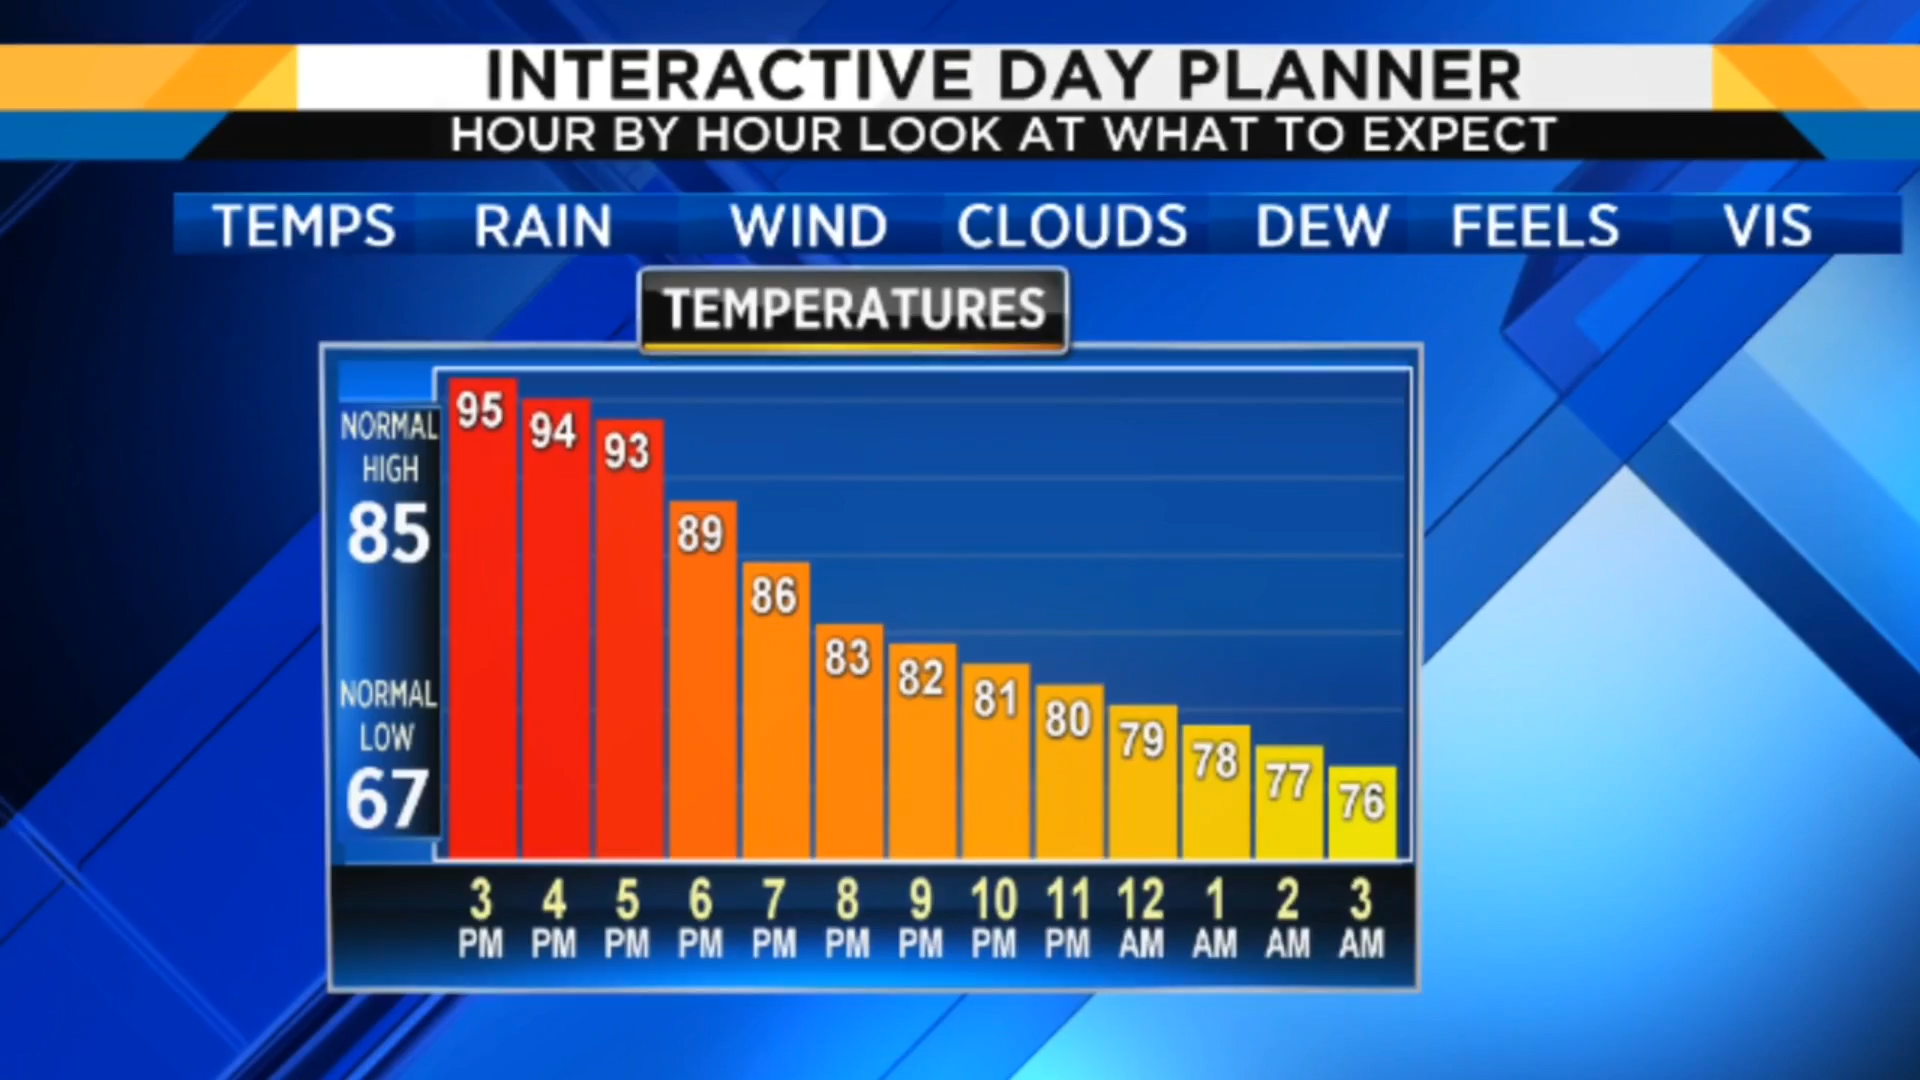 INTERACTIVE DAY PLANNER
HOUR BY HOUR LOOK AT WHAT TO EXPECT
TEMPS RAIN WIND CLOUDS DEW FEELS VIS
TEMPERATURES
NORMAL
HIGH
85
NORMAL
LOW
67
95 94 93 89 86 83 82 81 80 79 78 77 76
3 4 5 6 7 8 9 10 11 12 1 2 3
PM PM PM PM PM PM PM PM PM AM AM AM AM